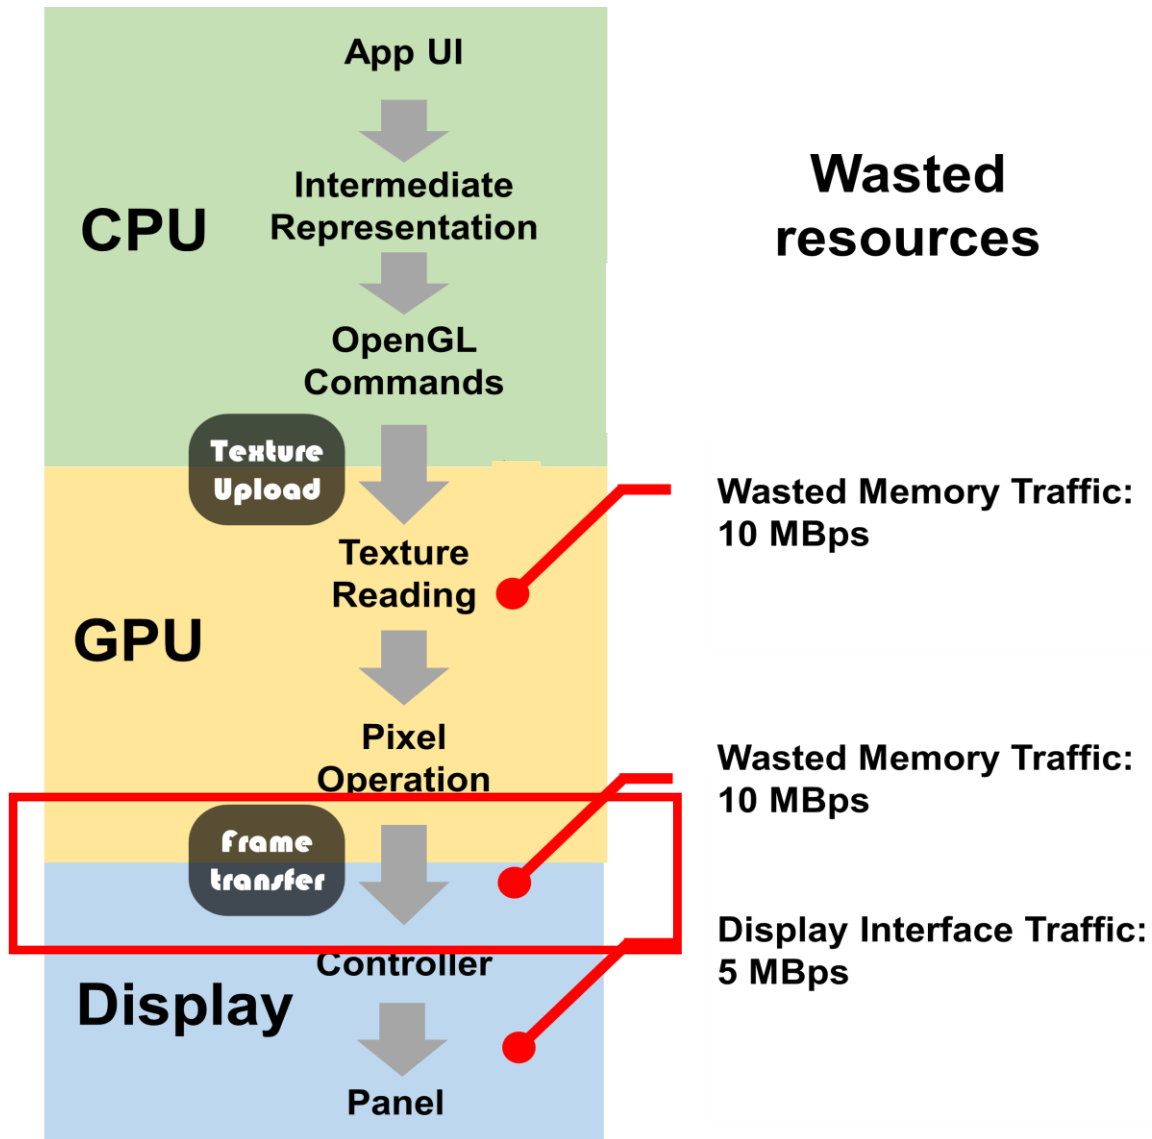 App UI
Intermediate
Representation
CPU
Wasted
resources
OpenGL
Commands
Texture
Upload
Wasted Memory Traffic:
10 MBps
Texture
Reading
GPU
Pixel
Operation
Wasted Memory Traffic:
10 MBps
Frame
transfer
Controller
Display Interface Traffic:
5 MBps
Display
Panel